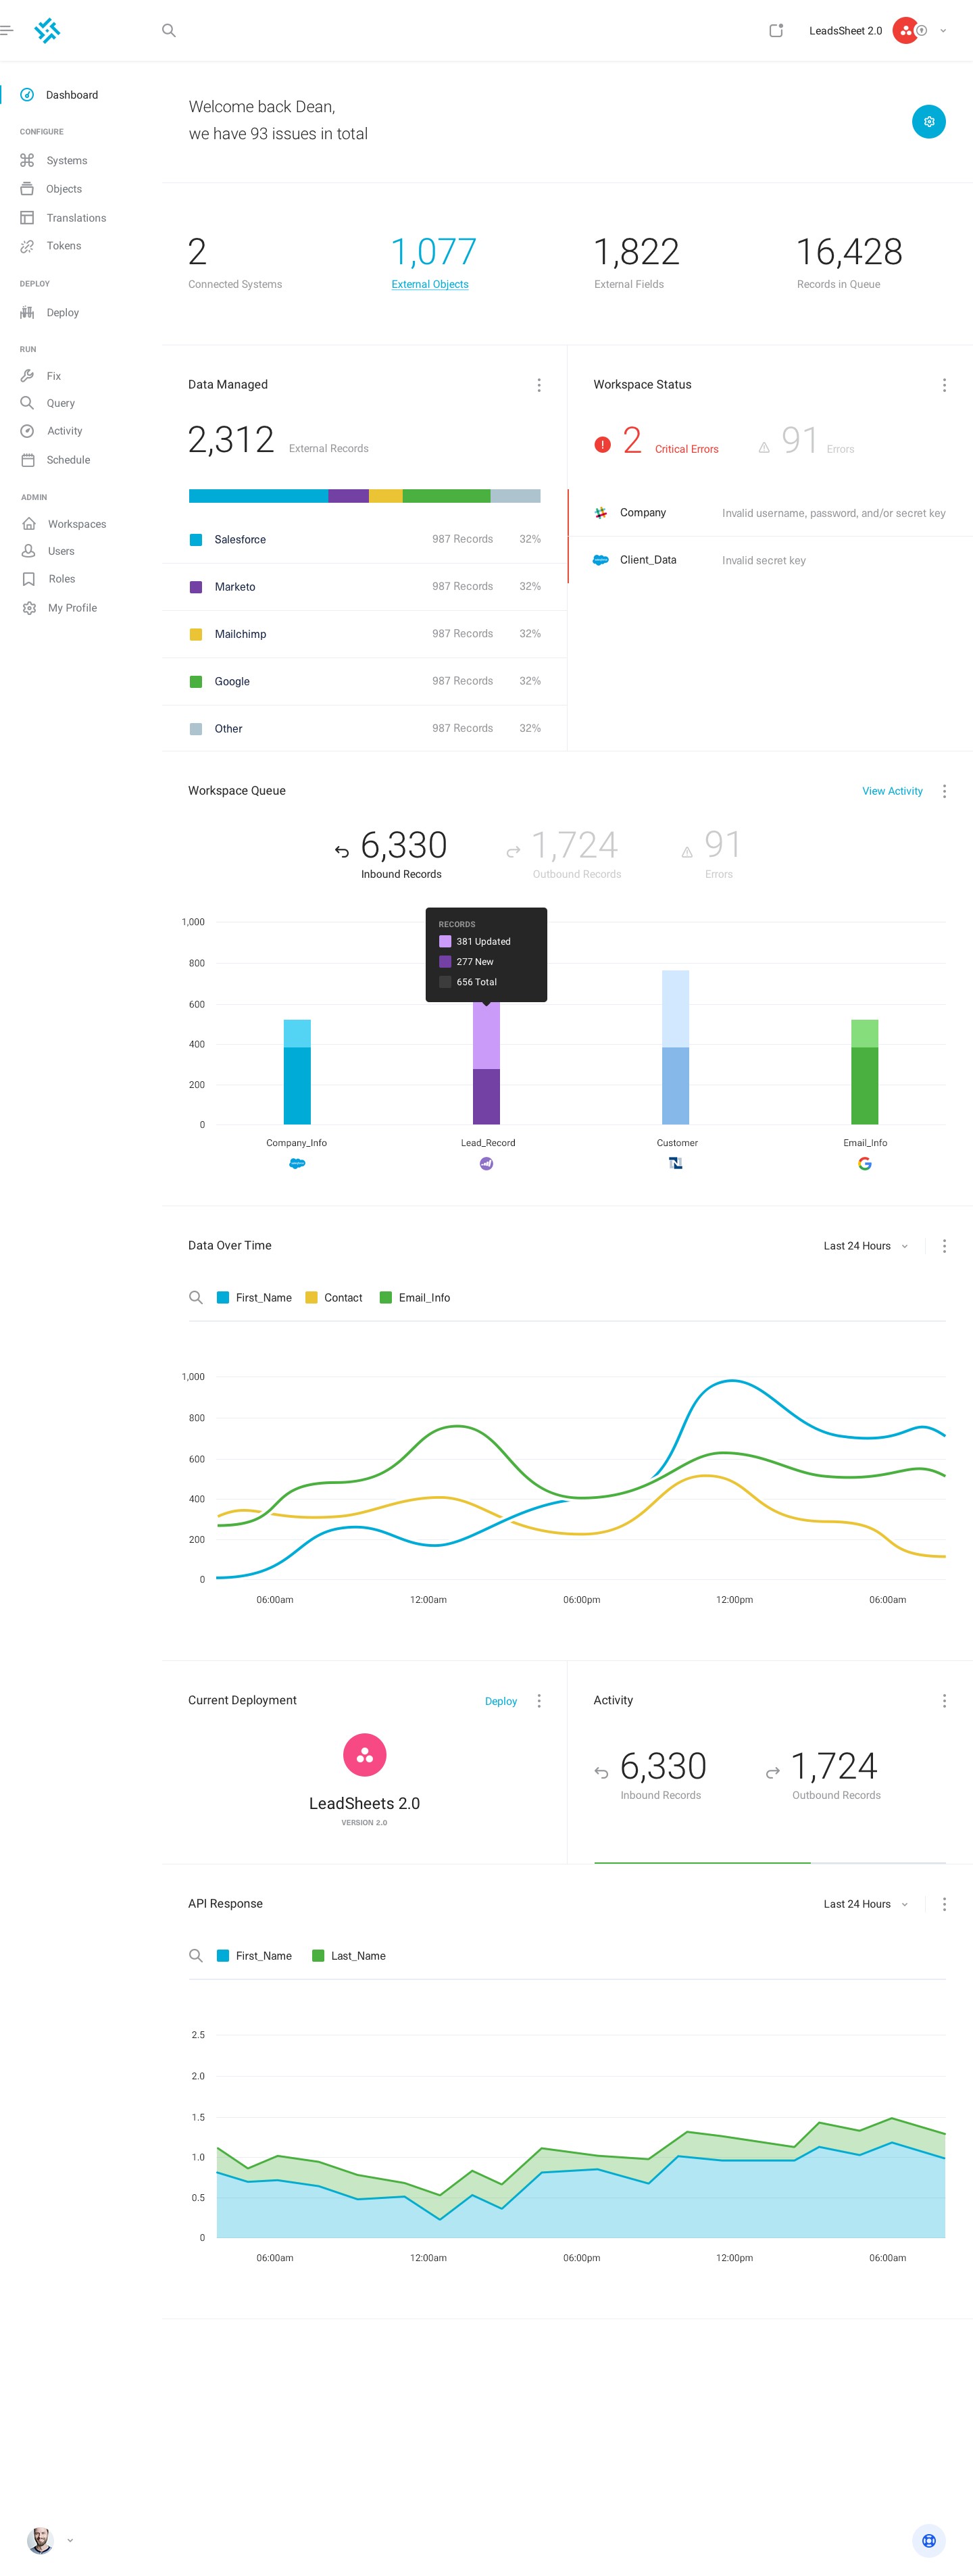 LeadsSheet 2.0
Dashboard
CONFIGURE
Systems
Objects
Translations
Tokens
DEPLOY
Deploy
RUN
Fix
Query
Activity
Schedule
ADMIN
Workspaces
Users
Roles
My Profile
Welcome back Dean,
we have 93 issues in total
2
Connected Systems
1,077
External Objects
1,822
External Fields
16,428
Records in Queue
Data Managed
2,312 External Records
Salesforce 987 Records 32%
Marketo 987 Records 32%
Mailchimp 987 Records 32%
Google 987 Records 32%
Other 987 Records 32%
Workspace Status
2 Critical Errors 91 Errors
Company Invalid username, password, and/or secret key
Client_Data Invalid secret key
Workspace Queue View Activity
6,330
Inbound Records
1,724
Outbound Records
91
Errors
RECORDS
381 Updated
277 New
656 Total
1,000
800
600
400
200
0
Company_Info Lead_Record Customer Email_Info
Data Over Time Last 24 Hours
First_Name Contact Email_Info
1,000
800
600
400
200
0
06:00am 12:00am 06:00pm 12:00pm 06:00am
Current Deployment Deploy
LeadSheets 2.0
VERSION 2.0
Activity
6,330
Inbound Records
1,724
Outbound Records
API Response Last 24 Hours
First_Name Last_Name
2.5
2.0
1.5
1.0
0.5
0
06:00am 12:00am 06:00pm 12:00pm 06:00am